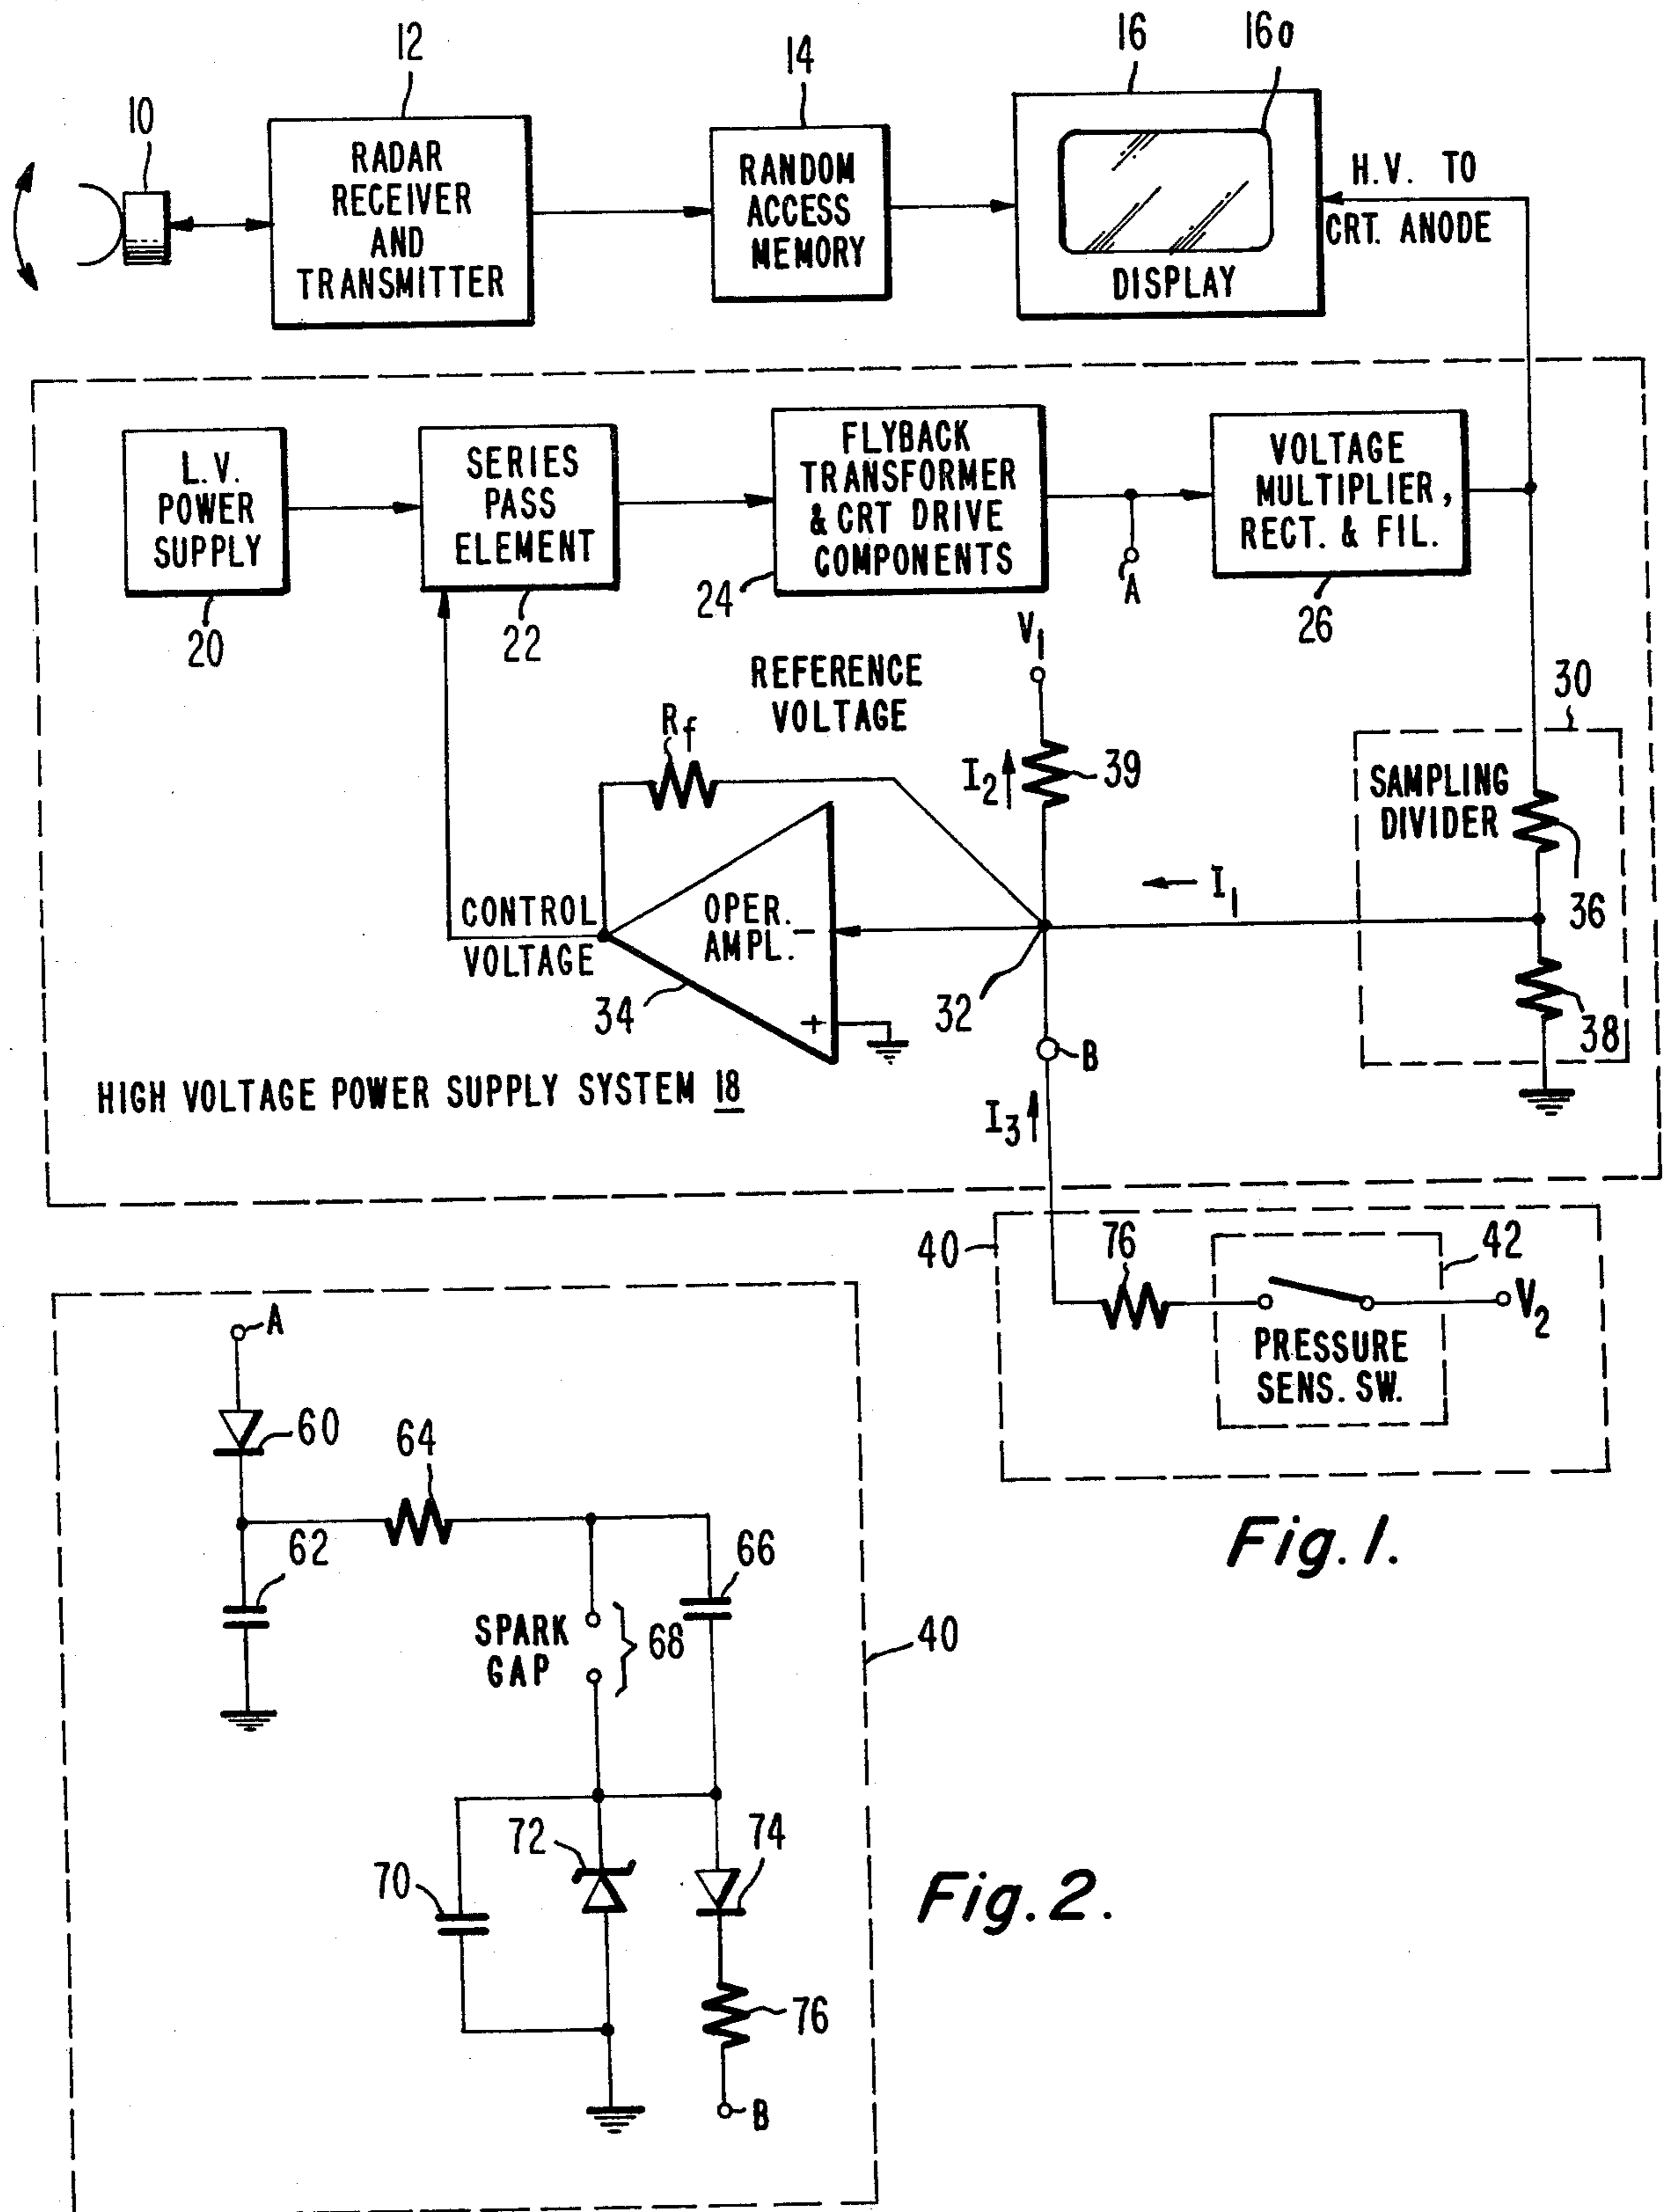 12
14
16
16a
10
RADAR
RECEIVER
AND
TRANSMITTER
RANDOM
ACCESS
MEMORY
DISPLAY
H.V. TO
CRT. ANODE
L.V.
POWER
SUPPLY
20
SERIES
PASS
ELEMENT
22
FLYBACK
TRANSFORMER
& CRT DRIVE
COMPONENTS
24
A
VOLTAGE
MULTIPLIER,
RECT. & FIL.
26
V1
REFERENCE
VOLTAGE
Rf
I2
39
30
SAMPLING
DIVIDER
36
38
I1
CONTROL
VOLTAGE
OPER.
AMPL.
-
+
34
32
B
I3
HIGH VOLTAGE POWER SUPPLY SYSTEM 18
40
76
42
V2
PRESSURE
SENS. SW.
Fig. 1.
A
60
64
62
66
SPARK
GAP
68
40
72
74
70
76
B
Fig. 2.